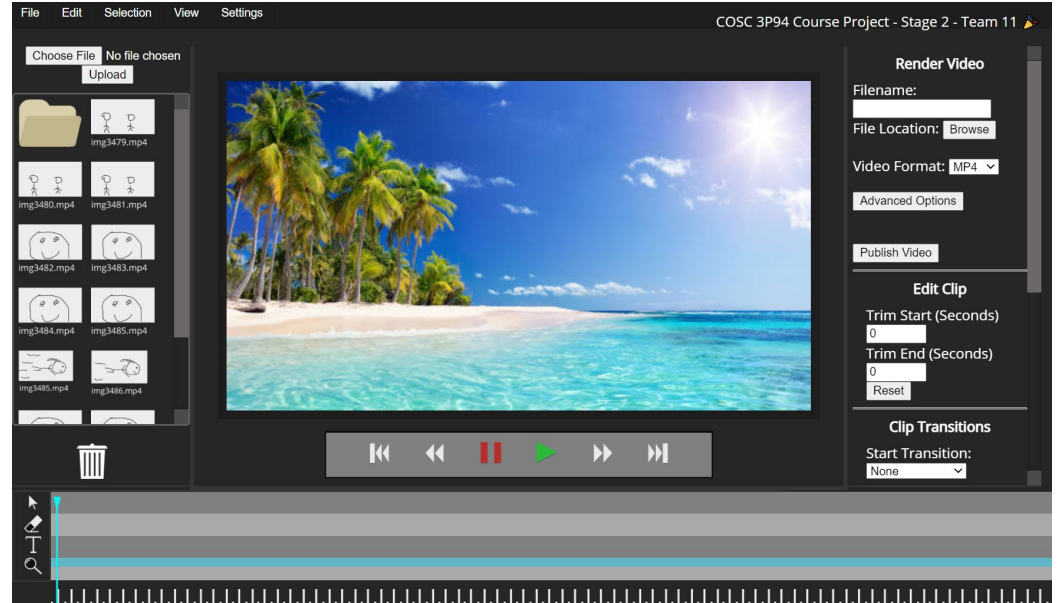 File Edit Selection View Settings
COSC 3P94 Course Project - Stage 2 - Team 11 🎉
Choose File No file chosen
Upload
img3479.mp4
img3480.mp4 img3481.mp4
img3482.mp4 img3483.mp4
img3484.mp4 img3485.mp4
img3485.mp4 img3486.mp4
Render Video
Filename:
File Location: Browse
Video Format: MP4
Advanced Options
Publish Video
Edit Clip
Trim Start (Seconds)
0
Trim End (Seconds)
0
Reset
Clip Transitions
Start Transition:
None
T